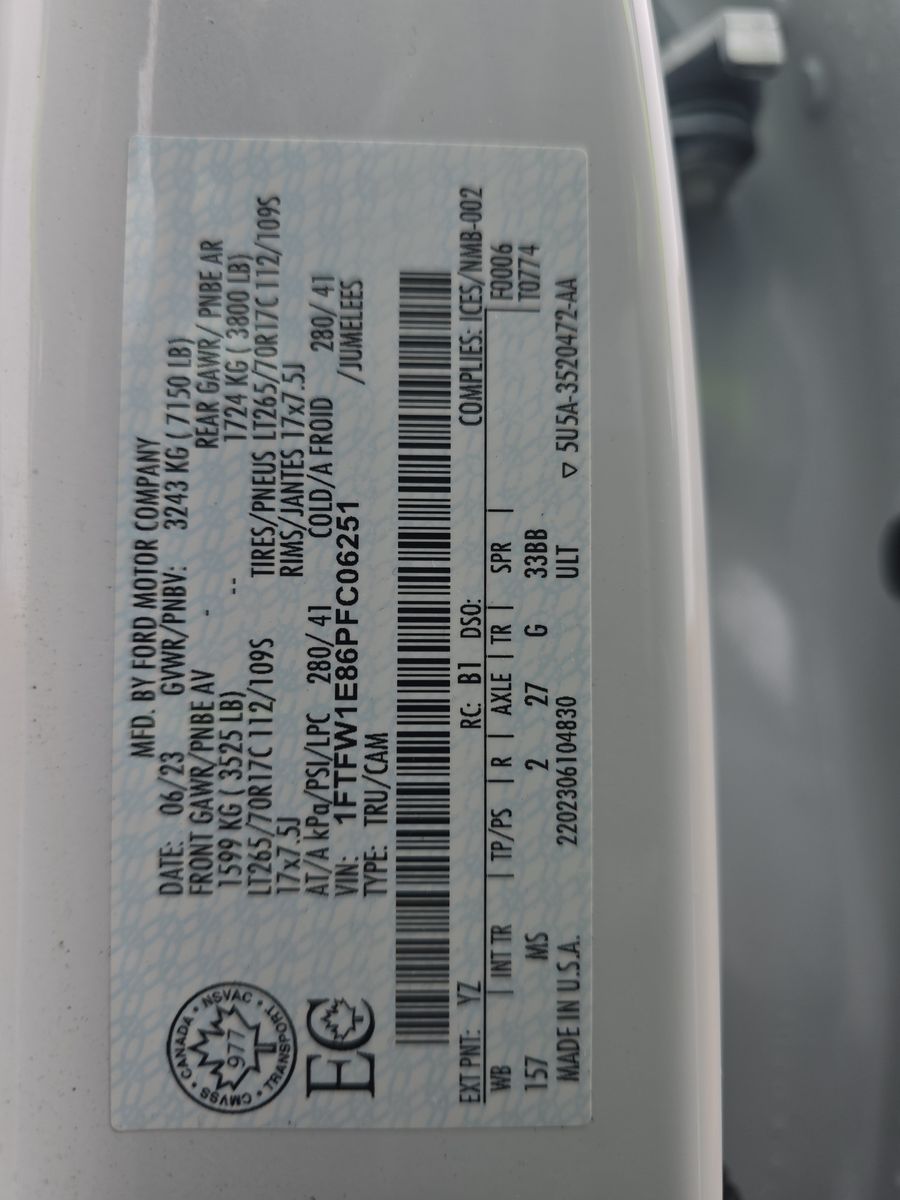 MFD. BY FORD MOTOR COMPANY
DATE: 06/23 GVWR/PNBV: 3243 KG ( 7150 LB)
FRONT GAWR/PNBE AV - REAR GAWR/ PNBE AR
1599 KG ( 3525 LB) -- 1724 KG ( 3800 LB)
LT265/70R17C 112/109S TIRES/PNEUS LT265/70R17C 112/109S
17x7.5J RIMS/JANTES 17x7.5J
AT/A kPa/PSI/LPC 280/ 41 COLD/A FROID 280/ 41
VIN: 1FTFW1E86PFC06251 /JUMELEES
TYPE: TRU/CAM
CANADA • NSVAC • TRANSPORT • CMVSS •
977
T
EC
EXT PNT: YZ RC: B1 DSO: COMPLIES: ICES/NMB-002
WB | INT TR | TP/PS | R | AXLE | TR | SPR | F0006
157 MS 2 27 G 33BB T0774
ULT
MADE IN U.S.A. 2202306104830 ▽ 5U5A-3520472-AA